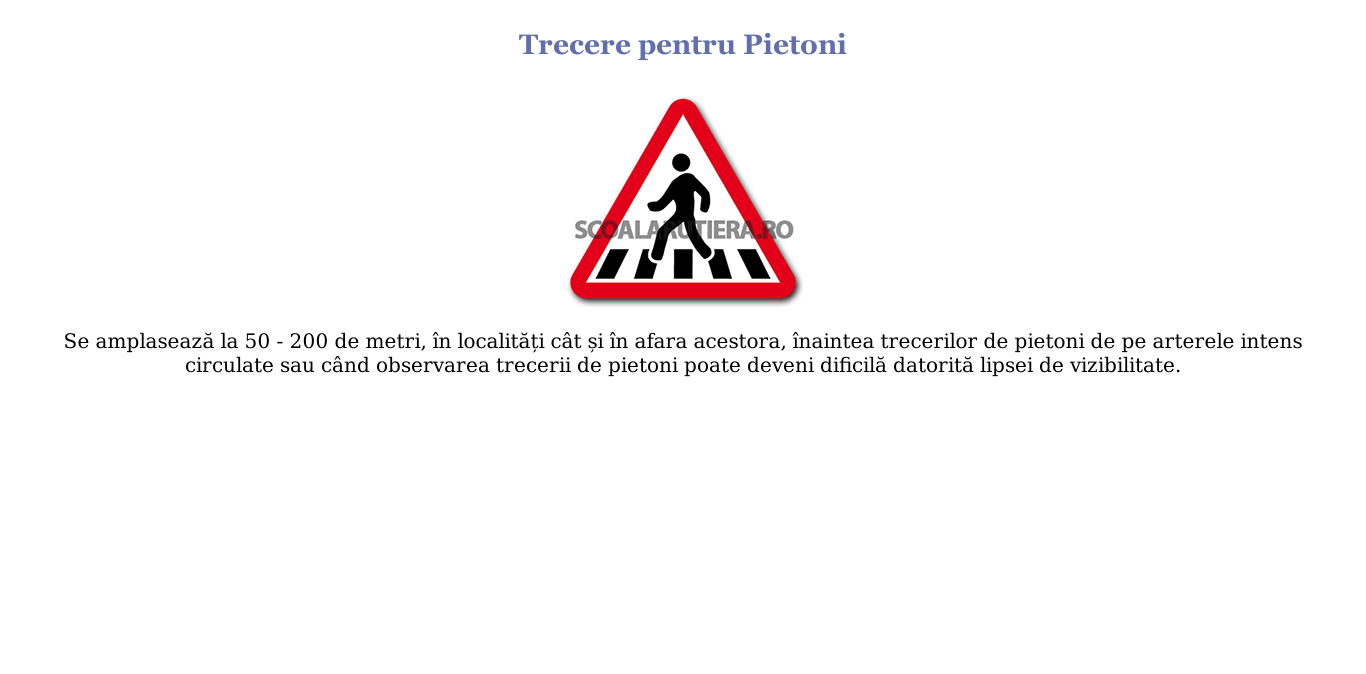 Trecere pentru Pietoni
SCOALARUTIERA.RO
Se amplasează la 50 - 200 de metri, în localități cât și în afara acestora, înaintea trecerilor de pietoni de pe arterele intens
circulate sau când observarea trecerii de pietoni poate deveni dificilă datorită lipsei de vizibilitate.